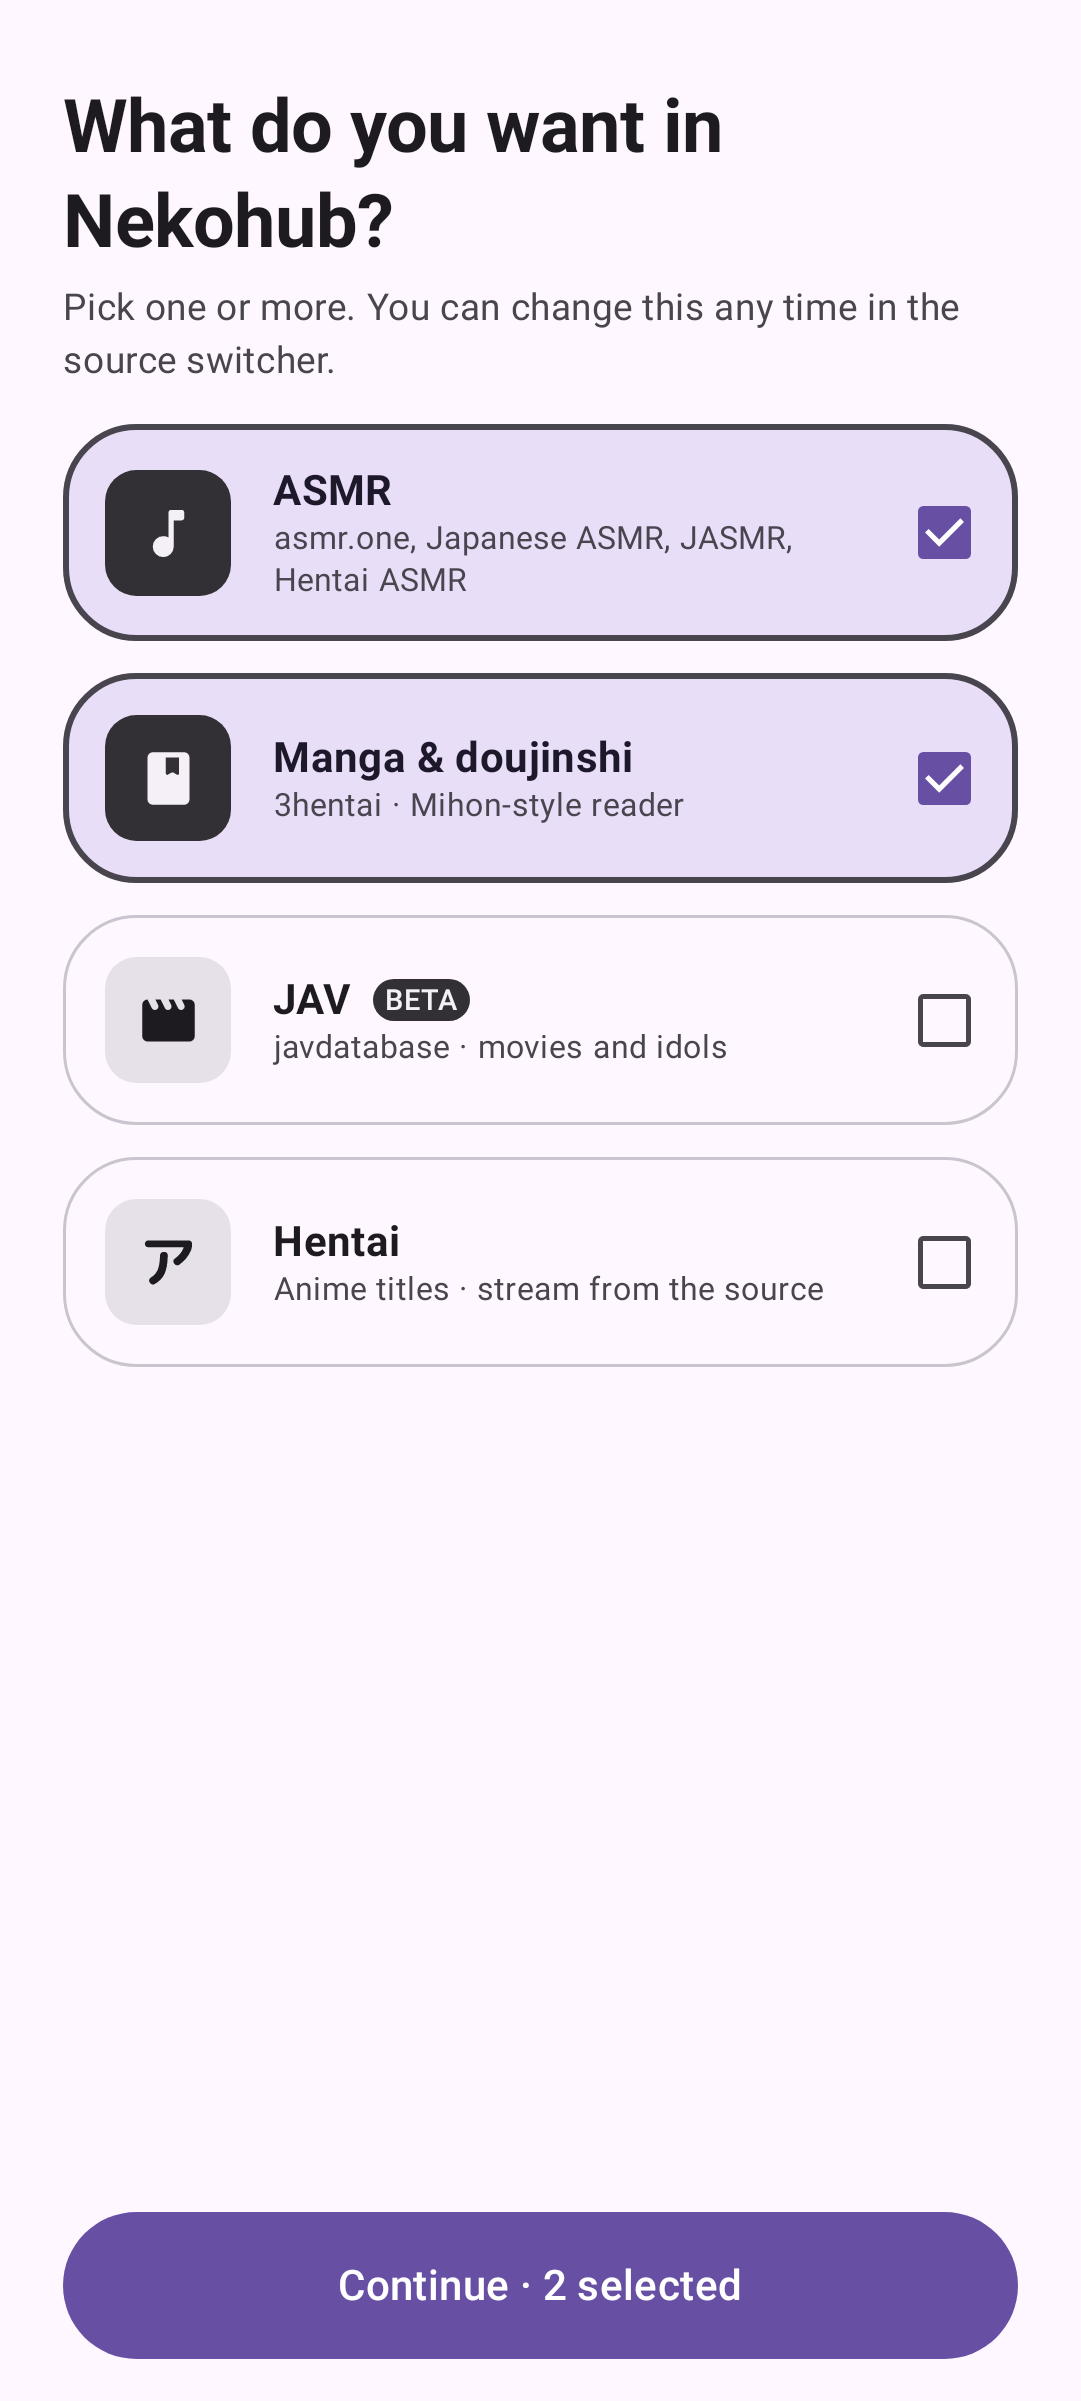 What do you want in
Nekohub?
Pick one or more. You can change this any time in the
source switcher.
ASMR
asmr.one, Japanese ASMR, JASMR,
Hentai ASMR
Manga & doujinshi
3hentai · Mihon-style reader
JAV BETA
javdatabase · movies and idols
ア
Hentai
Anime titles · stream from the source
Continue · 2 selected